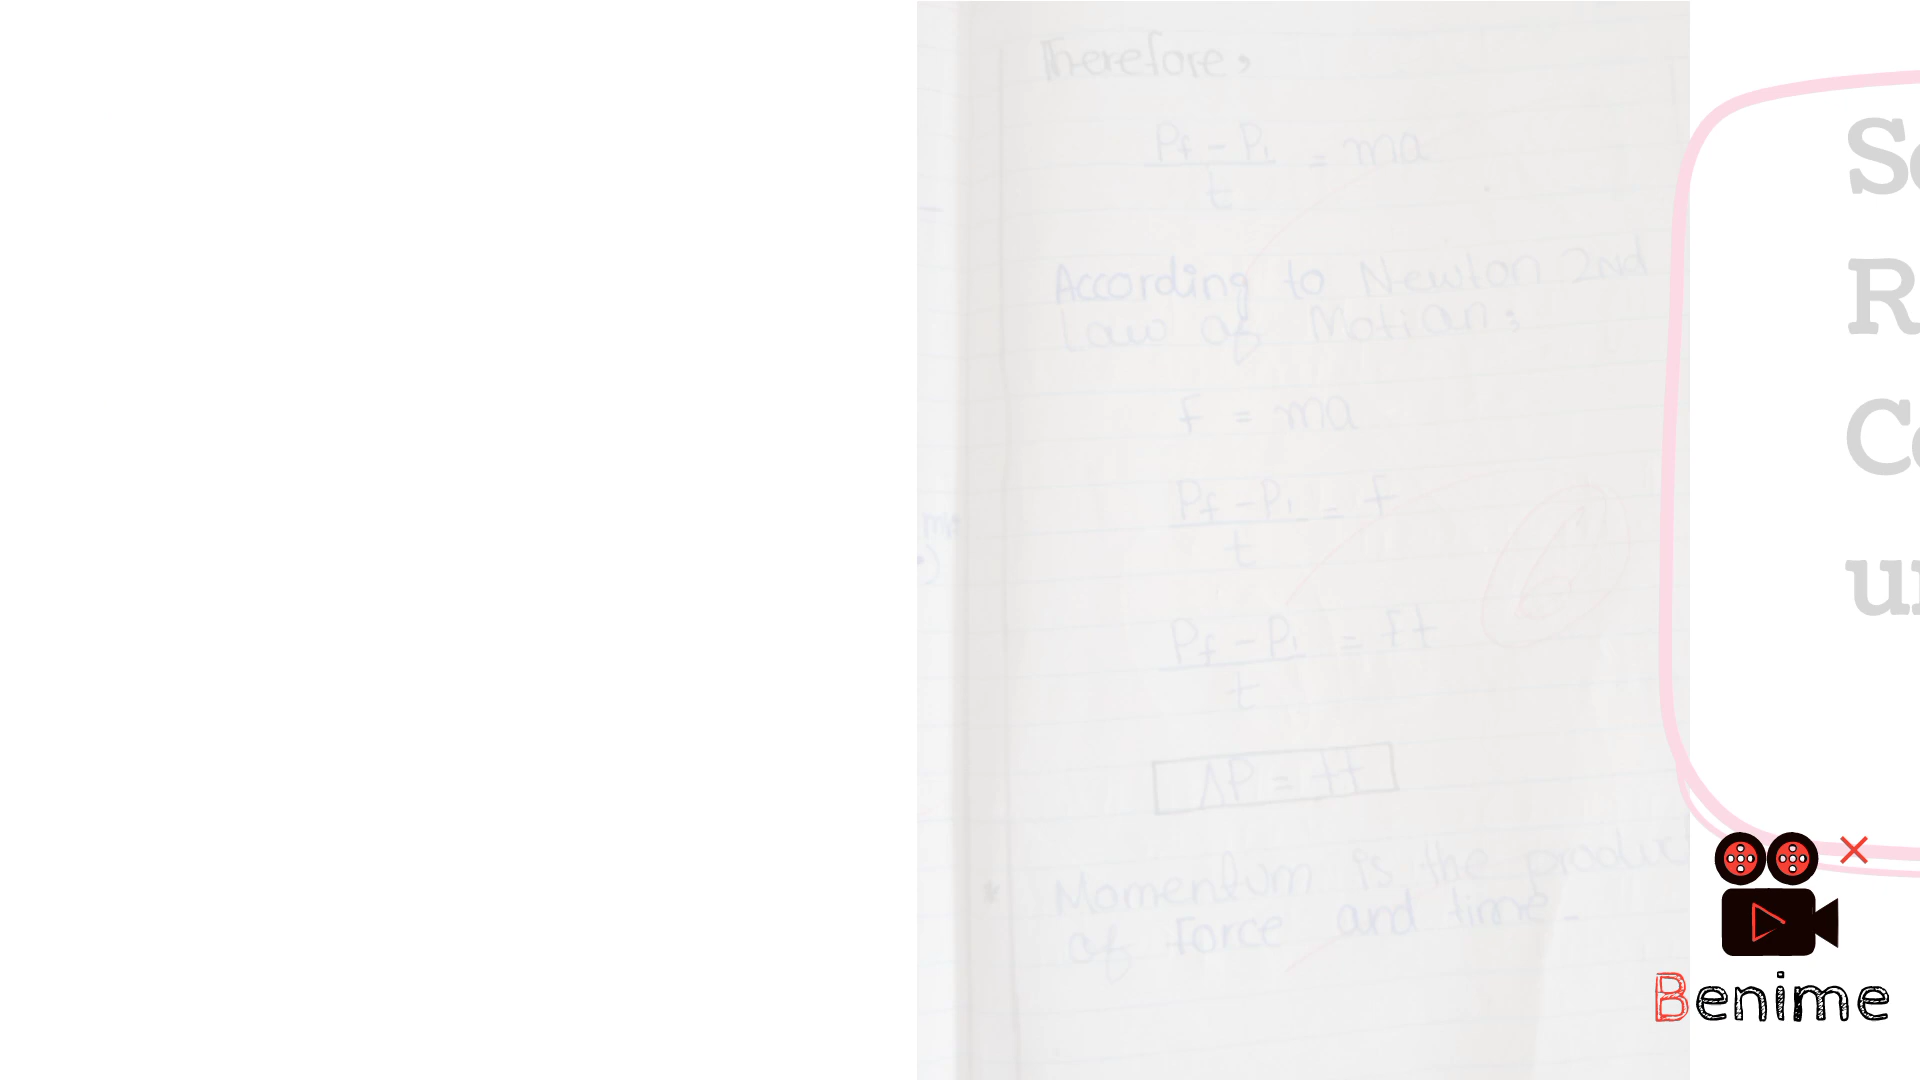 Therefore,
Pf - Pi
t
= ma
According to Newton 2nd
Law of Motion:
F = ma
Pf - Pi
t
= F
Pf - Pi
t
= Ft
ΔP = Ft
* Momentum is the produc
of Force and time -
S
R
C
u
Benime